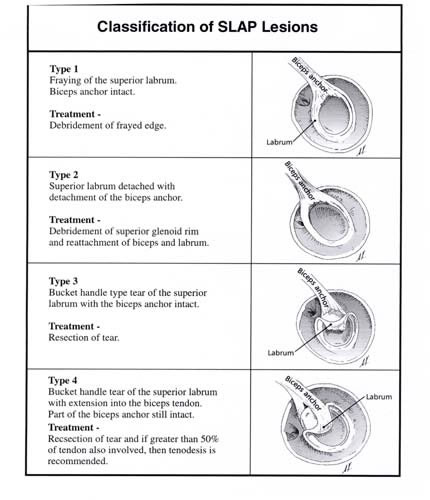 Classification of SLAP Lesions
Type 1
Fraying of the superior labrum.
Biceps anchor intact.
Treatment -
Debridement of frayed edge.
Biceps anchor
Labrum
Type 2
Superior labrum detached with
detachment of the biceps anchor.
Treatment -
Debridement of superior glenoid rim
and reattachment of biceps and labrum.
Biceps anchor
Type 3
Bucket handle type tear of the superior
labrum with the biceps anchor intact.
Treatment -
Resection of tear.
Biceps anchor
Labrum
Type 4
Bucket handle tear of the superior labrum
with extension into the biceps tendon.
Part of the biceps anchor still intact.
Treatment -
Recsection of tear and if greater than 50%
of tendon also involved, then tenodesis is
recommended.
Biceps anchor
Labrum